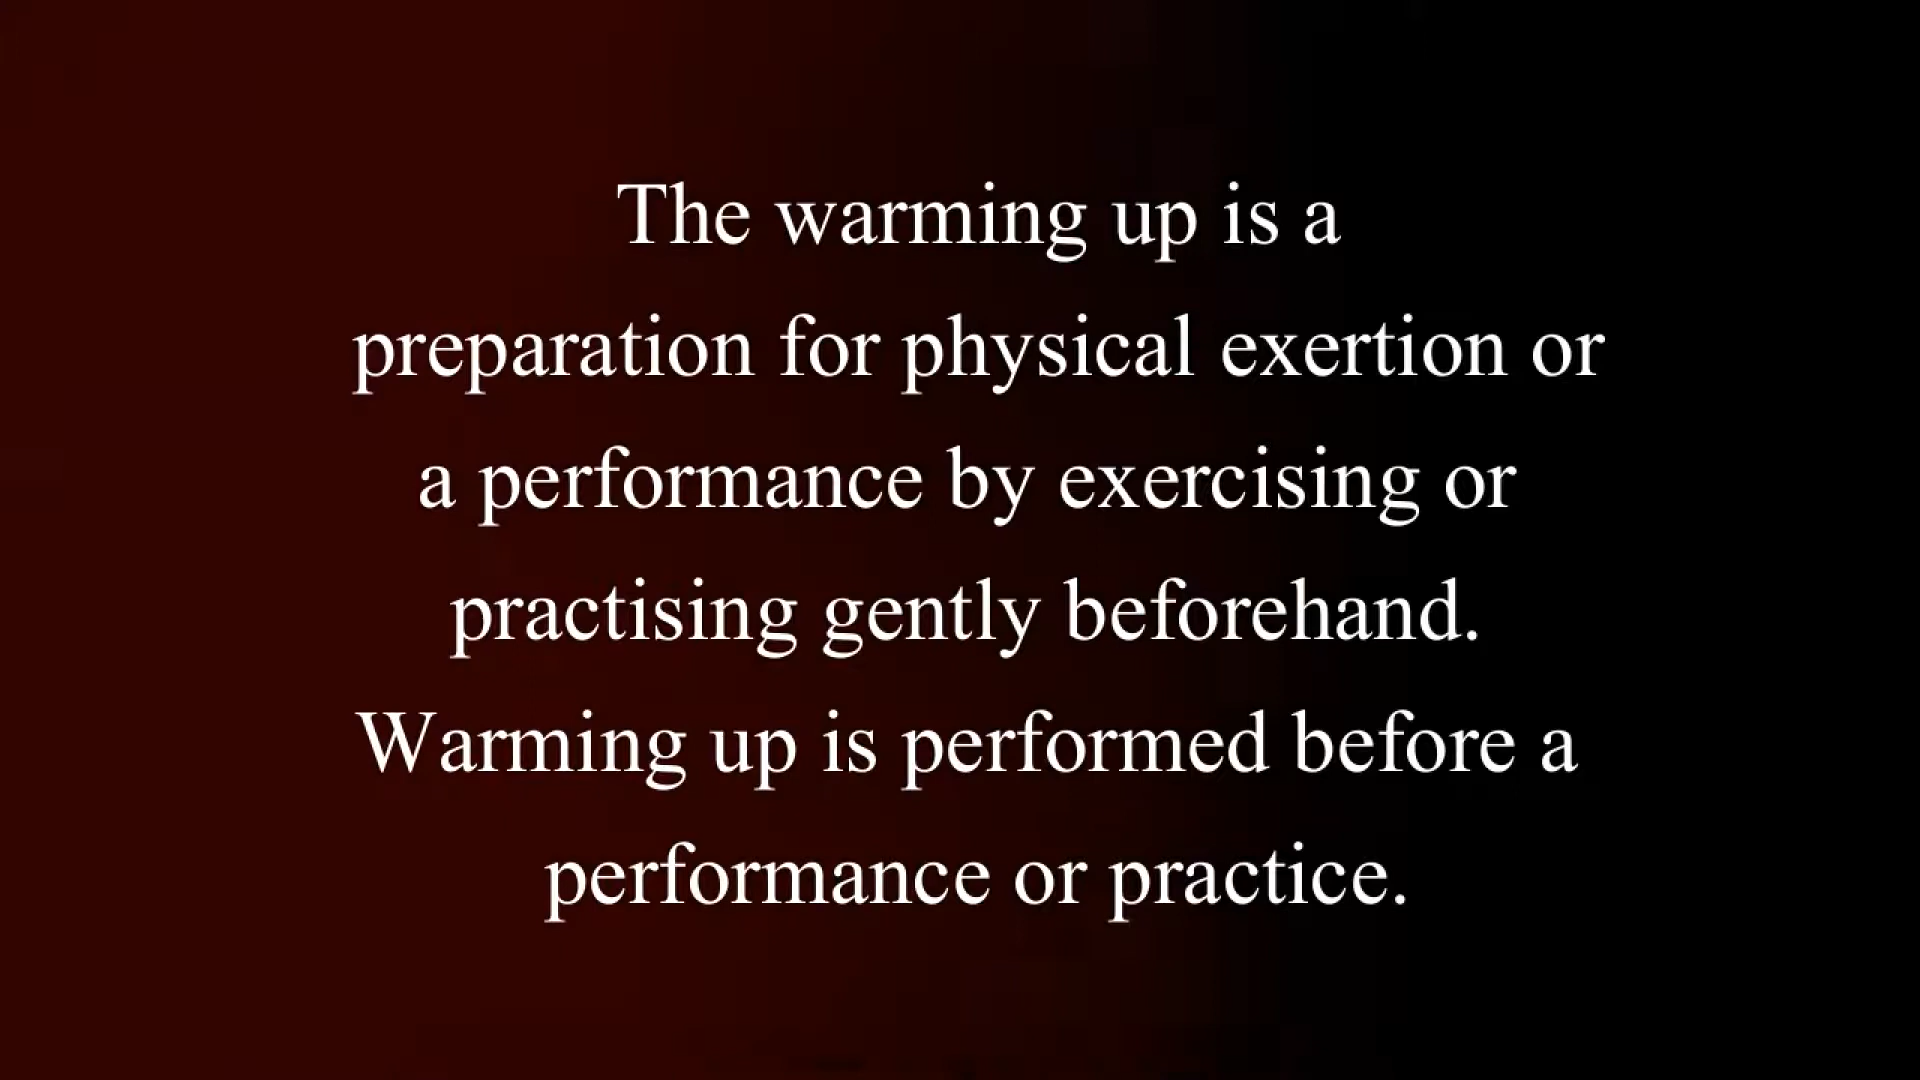 The warming up is a
preparation for physical exertion or
a performance by exercising or
practising gently beforehand.
Warming up is performed before a
performance or practice.